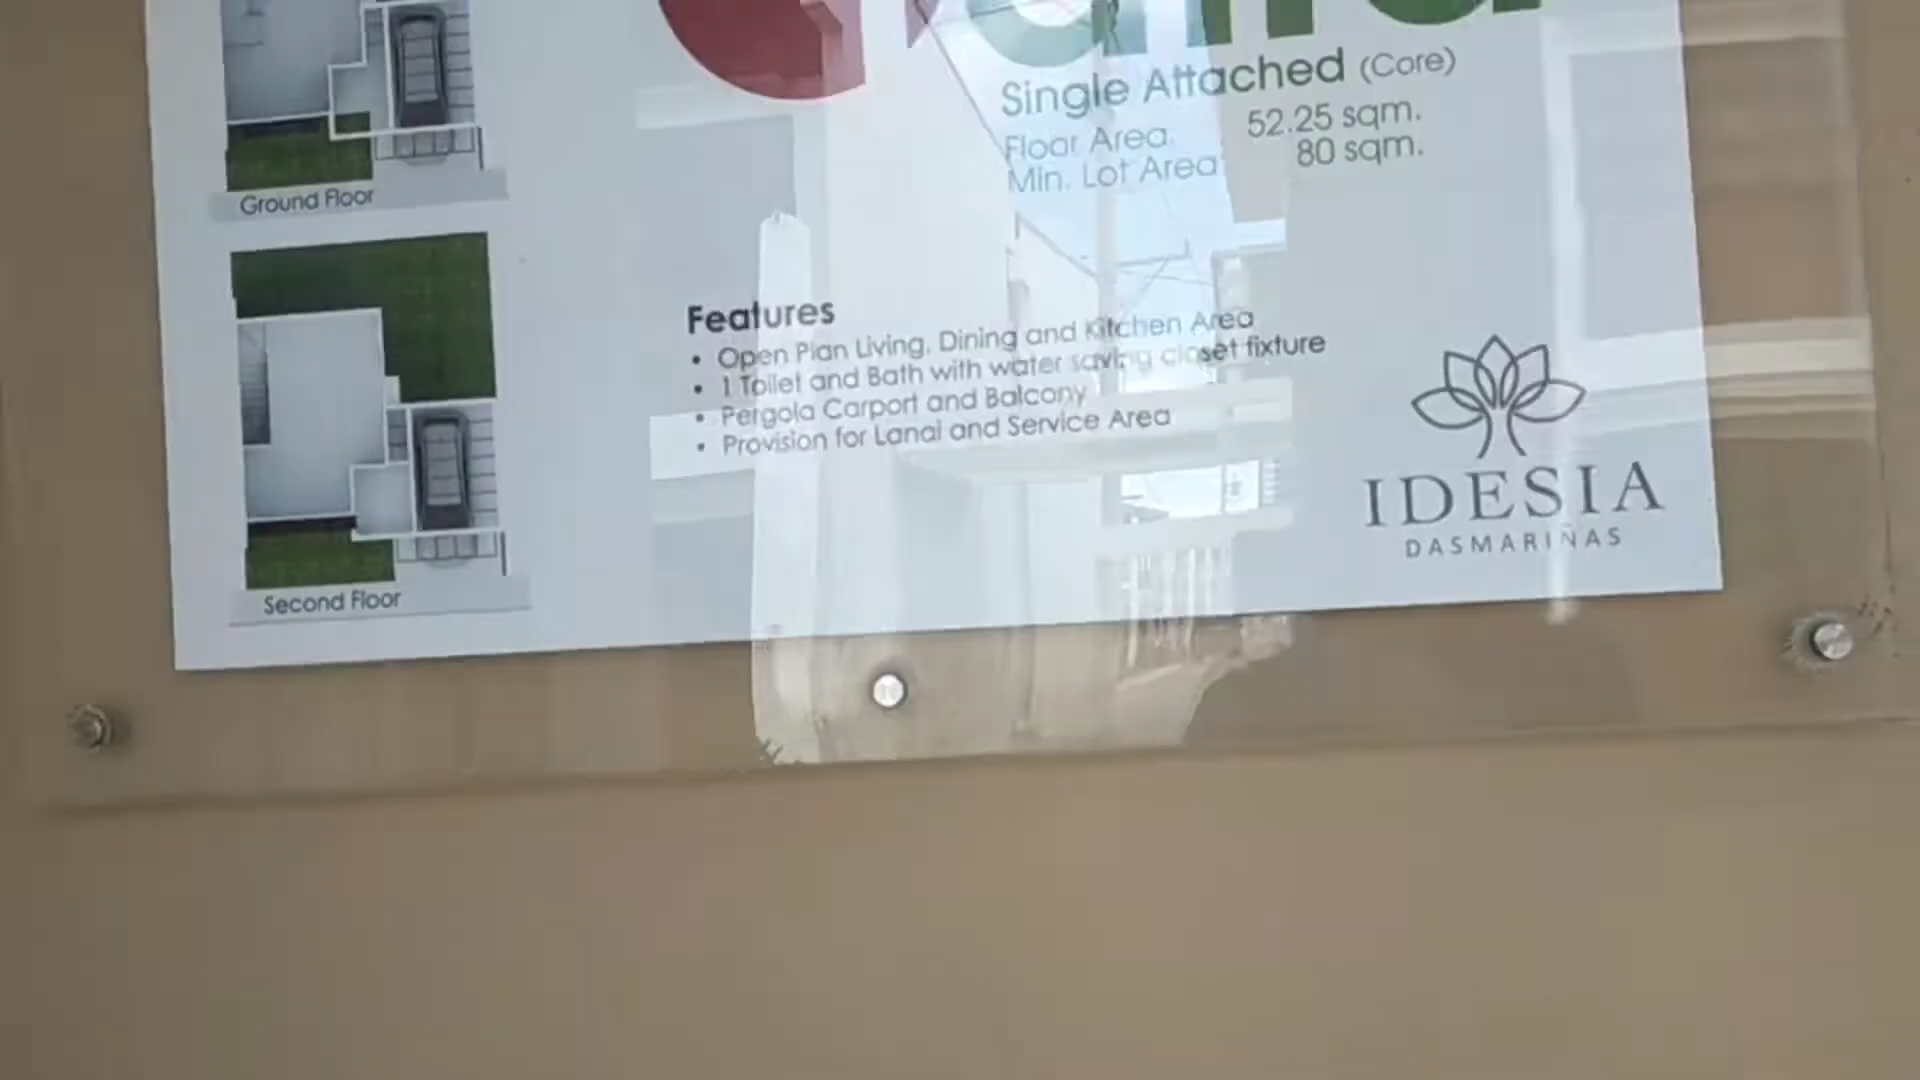 Single Attached (Core)
Floor Area 52.25 sqm.
Min. Lot Area 80 sqm.
Ground Floor
Features
• Open Plan Living, Dining and Kitchen Area
• 1 Toilet and Bath with water saving closet fixture
• Pergola Carport and Balcony
• Provision for Lanai and Service Area
Second Floor
IDESIA
DASMARIÑAS